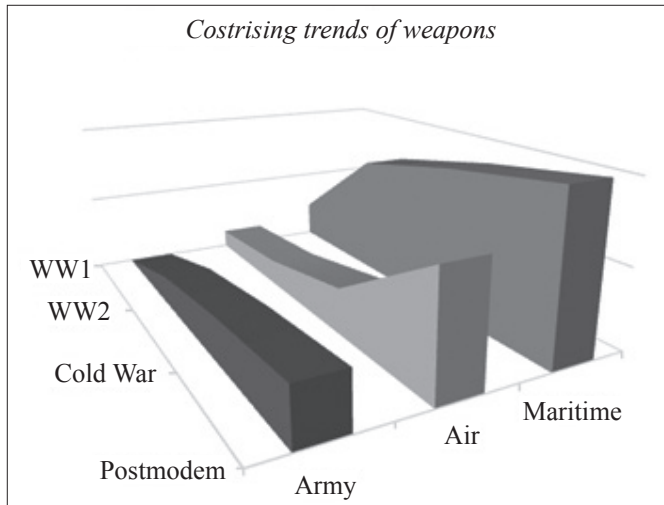 Costrising trends of weapons
WW1
WW2
Cold War
Postmodem
Army
Air
Maritime